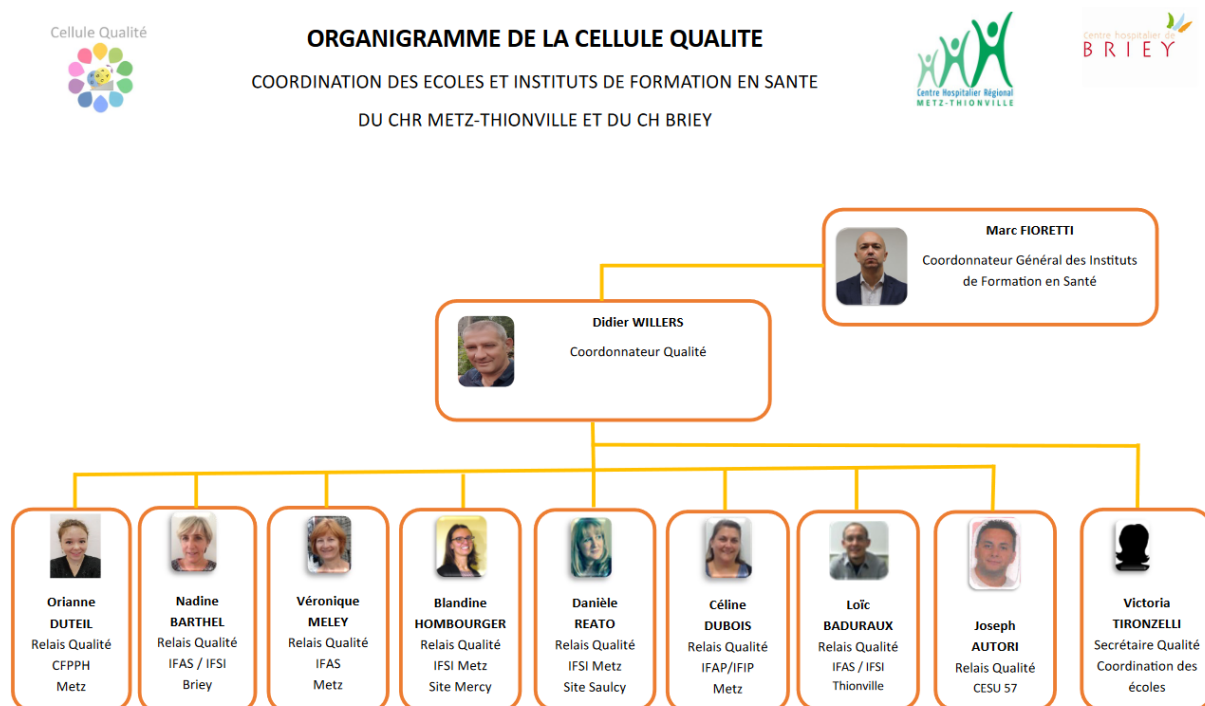 Cellule Qualité
ORGANIGRAMME DE LA CELLULE QUALITE
COORDINATION DES ECOLES ET INSTITUTS DE FORMATION EN SANTE
DU CHR METZ-THIONVILLE ET DU CH BRIEY
Centre Hospitalier Régional
METZ-THIONVILLE
Centre hospitalier de
BRIEY
Marc FIORETTI
Coordonnateur Général des Instituts
de Formation en Santé
Didier WILLERS
Coordonnateur Qualité
Orianne
DUTEIL
Relais Qualité
CFPPH
Metz
Nadine
BARTHEL
Relais Qualité
IFAS / IFSI
Briey
Véronique
MELEY
Relais Qualité
IFAS
Metz
Blandine
HOMBOURGER
Relais Qualité
IFSI Metz
Site Mercy
Danièle
REATO
Relais Qualité
IFSI Metz
Site Saulcy
Céline
DUBOIS
Relais Qualité
IFAP/IFIP
Metz
Loïc
BADURAUX
Relais Qualité
IFAS / IFSI
Thionville
Joseph
AUTORI
Relais Qualité
CESU 57
Victoria
TIRONZELLI
Secrétaire Qualité
Coordination des
écoles